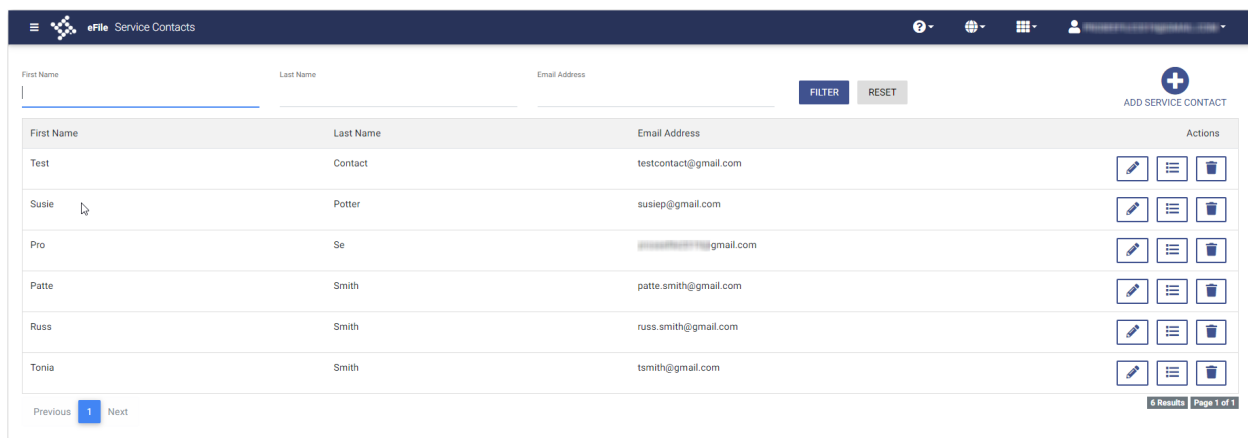 eFile Service Contacts
First Name Last Name Email Address
FILTER RESET
ADD SERVICE CONTACT
First Name Last Name Email Address Actions
Test Contact testcontact@gmail.com
Susie Potter susiep@gmail.com
Pro Se gmail.com
Patte Smith patte.smith@gmail.com
Russ Smith russ.smith@gmail.com
Tonia Smith tsmith@gmail.com
Previous 1 Next
6 Results Page 1 of 1